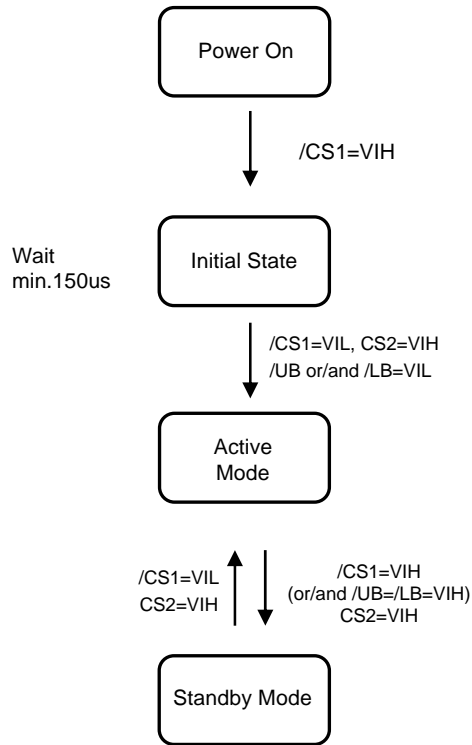 Power On
/CS1=VIH
Wait
min.150us
Initial State
/CS1=VIL, CS2=VIH
/UB or/and /LB=VIL
Active
Mode
/CS1=VIL
CS2=VIH
/CS1=VIH
(or/and /UB=/LB=VIH)
CS2=VIH
Standby Mode